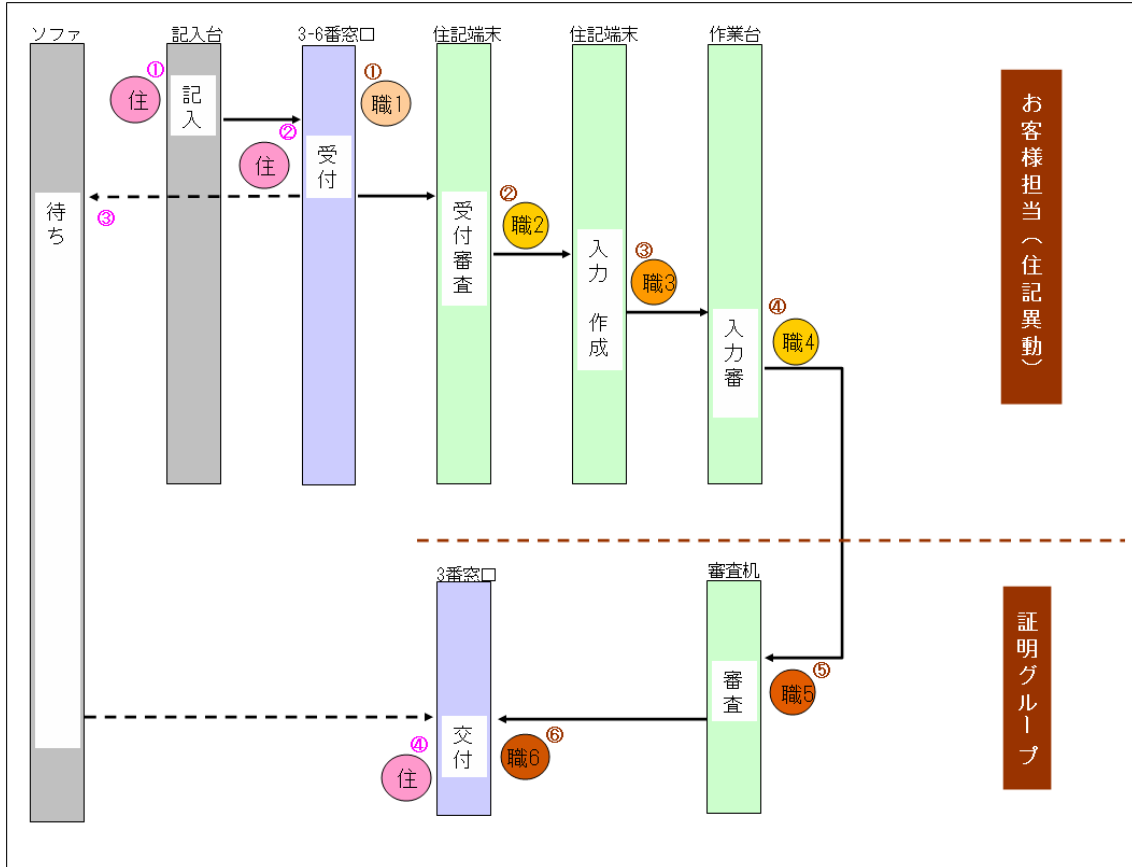 ソファ
記入台
3-6番窓口
住記端末
住記端末
作業台
①
住
記入
①
職1
②
住
受付
③
待ち
受付審査
②
職2
入力 作成
③
職3
入力審
④
職4
お客様担当(住記異動)
3番窓口
審査机
審査
⑤
職5
④
住
交付
⑥
職6
証明グループ